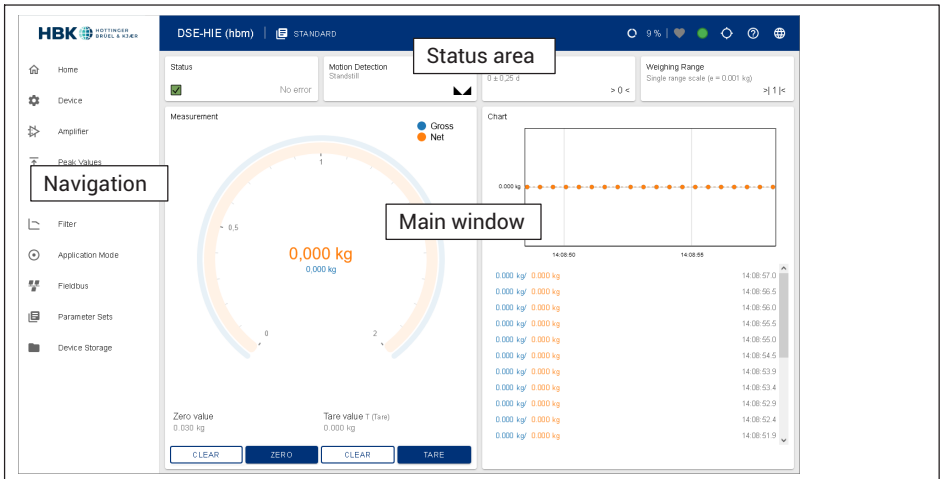 HBK HOTTINGER BRÜEL & KJÆR
DSE-HIE (hbm) | STANDARD
9 % |
Status area
Navigation
Main window
Home
Device
Amplifier
Peak Values
Filter
Application Mode
Fieldbus
Parameter Sets
Device Storage
Status
No error
Motion Detection
Standstill
0 ± 0,25 d
> 0 <
Weighing Range
Single range scale (e = 0.001 kg)
>| 1 |<
Measurement
Gross
Net
1
0,5
0,000 kg
0,000 kg
0
2
Zero value
0.030 kg
Tare value T (Tare)
0.000 kg
CLEAR
ZERO
CLEAR
TARE
Chart
0.000 kg
14:08:50
14:08:55
0.000 kg/ 0.000 kg 14:08:57.0
0.000 kg/ 0.000 kg 14:08:56.5
0.000 kg/ 0.000 kg 14:08:56.0
0.000 kg/ 0.000 kg 14:08:55.5
0.000 kg/ 0.000 kg 14:08:55.0
0.000 kg/ 0.000 kg 14:08:54.5
0.000 kg/ 0.000 kg 14:08:53.9
0.000 kg/ 0.000 kg 14:08:53.4
0.000 kg/ 0.000 kg 14:08:52.9
0.000 kg/ 0.000 kg 14:08:52.4
0.000 kg/ 0.000 kg 14:08:51.9